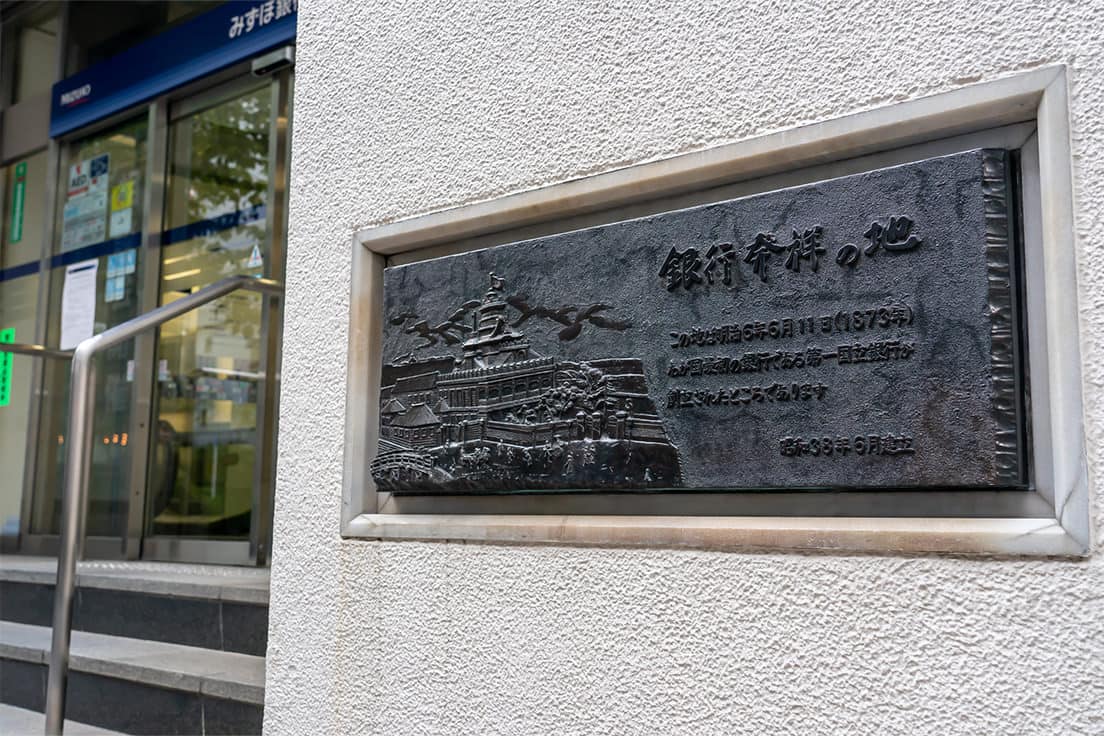 みずほ銀行
MIZUHO
AED
銀行発祥の地
この地は明治6年6月11日(1873年)
わが国最初の銀行である第一国立銀行が
創立されたところであります
昭和38年6月建立